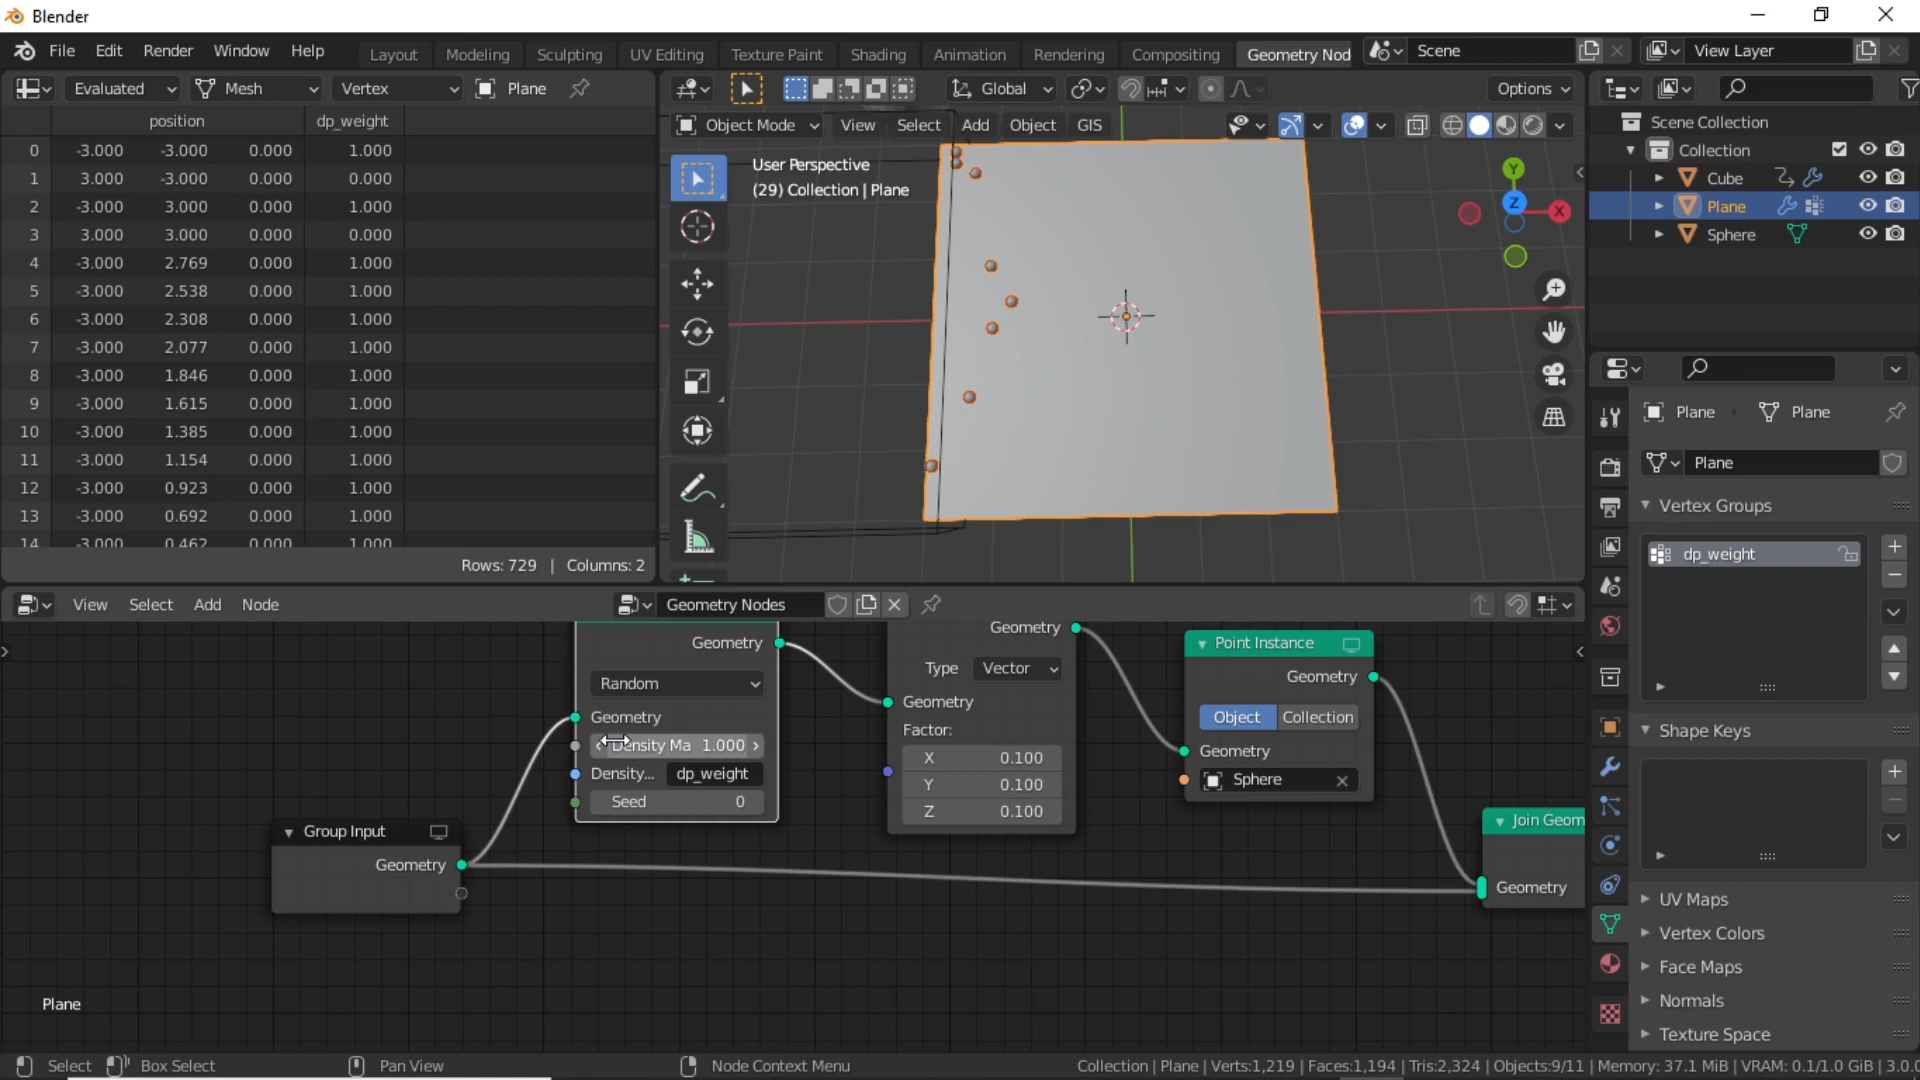 Blender
File Edit Render Window Help Layout Modeling Sculpting UV Editing Texture Paint Shading Animation Rendering Compositing Geometry Nod Scene View Layer
Evaluated Mesh Vertex Plane
Global Options
position dp_weight
0 -3.000 -3.000 0.000 1.000
1 3.000 -3.000 0.000 0.000
2 -3.000 3.000 0.000 1.000
3 3.000 3.000 0.000 0.000
4 -3.000 2.769 0.000 1.000
5 -3.000 2.538 0.000 1.000
6 -3.000 2.308 0.000 1.000
7 -3.000 2.077 0.000 1.000
8 -3.000 1.846 0.000 1.000
9 -3.000 1.615 0.000 1.000
10 -3.000 1.385 0.000 1.000
11 -3.000 1.154 0.000 1.000
12 -3.000 0.923 0.000 1.000
13 -3.000 0.692 0.000 1.000
14 -3.000 0.462 0.000 1.000
Rows: 729 | Columns: 2
Object Mode View Select Add Object GIS
User Perspective
(29) Collection | Plane
Y
Z
X
Scene Collection
Collection
Cube
Plane
Sphere
Plane Plane
Plane
Vertex Groups
dp_weight
Shape Keys
UV Maps
Vertex Colors
Face Maps
Normals
Texture Space
View Select Add Node Geometry Nodes
Geometry
Random
Geometry
Density Ma 1.000
Density... dp_weight
Seed 0
Group Input
Geometry
Geometry
Type Vector
Geometry
Factor:
X 0.100
Y 0.100
Z 0.100
Point Instance
Geometry
Object Collection
Geometry
Sphere
Join Geom
Geometry
Plane
Select Box Select Pan View Node Context Menu Collection | Plane | Verts:1,219 | Faces:1,194 | Tris:2,324 | Objects:9/11 | Memory: 37.1 MiB | VRAM: 0.1/1.0 GiB | 3.0.